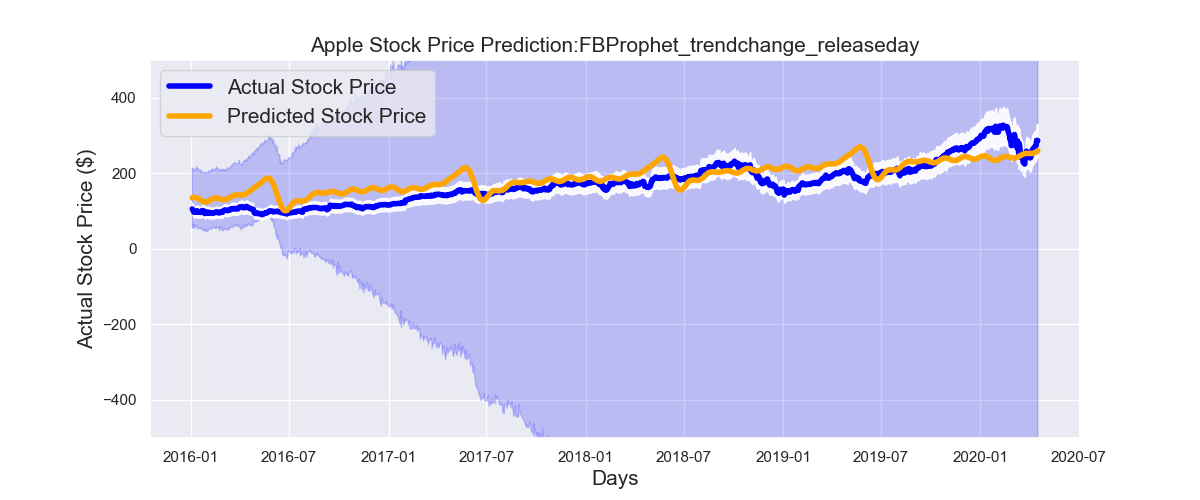 Apple Stock Price Prediction:FBProphet_trendchange_releaseday
Actual Stock Price
Predicted Stock Price
Actual Stock Price ($)
400
200
0
−200
−400
2016-01 2016-07 2017-01 2017-07 2018-01 2018-07 2019-01 2019-07 2020-01 2020-07
Days